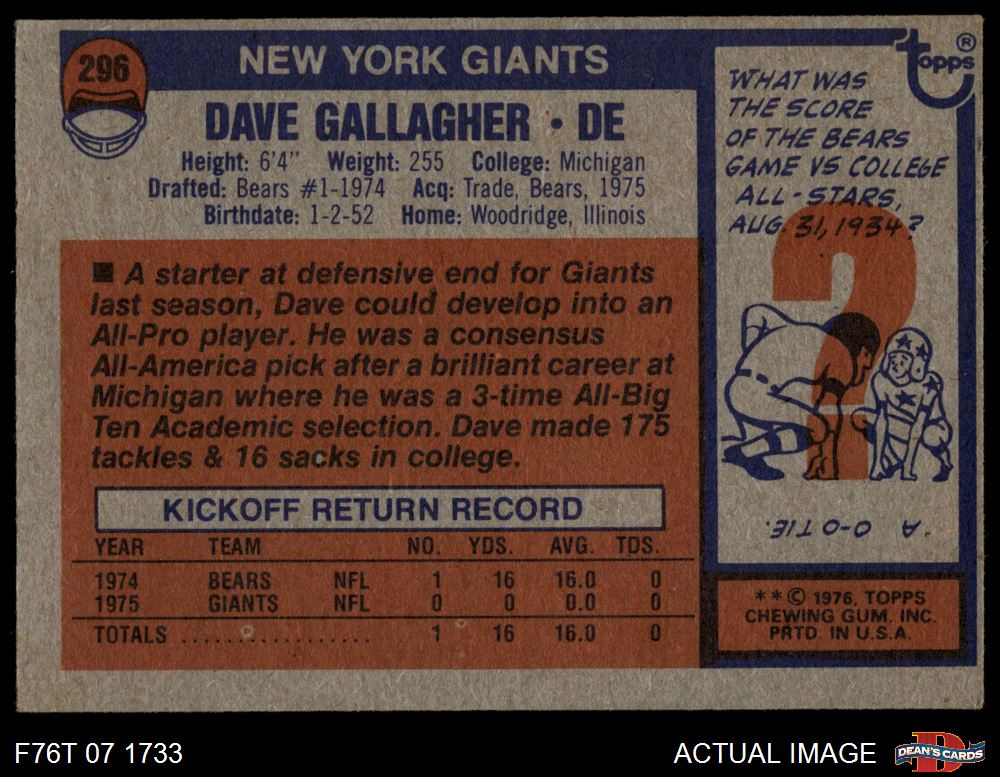 296
NEW YORK GIANTS
DAVE GALLAGHER • DE
Height: 6'4" Weight: 255 College: Michigan
Drafted: Bears #1-1974 Acq: Trade, Bears, 1975
Birthdate: 1-2-52 Home: Woodridge, Illinois
■ A starter at defensive end for Giants
last season, Dave could develop into an
All-Pro player. He was a consensus
All-America pick after a brilliant career at
Michigan where he was a 3-time All-Big
Ten Academic selection. Dave made 175
tackles & 16 sacks in college.
KICKOFF RETURN RECORD
YEAR TEAM NO. YDS. AVG. TDS.
1974 BEARS NFL 1 16 16.0 0
1975 GIANTS NFL 0 0 0.0 0
TOTALS .................. 1 16 16.0 0
topps ®
WHAT WAS
THE SCORE
OF THE BEARS
GAME VS COLLEGE
ALL-STARS,
AUG. 31, 1934?
?
A. 0-0 TIE.
* * © 1976, TOPPS
CHEWING GUM, INC.
PRTD. IN U.S.A.
F76T 07 1733
ACTUAL IMAGE
D
DEAN'S CARDS